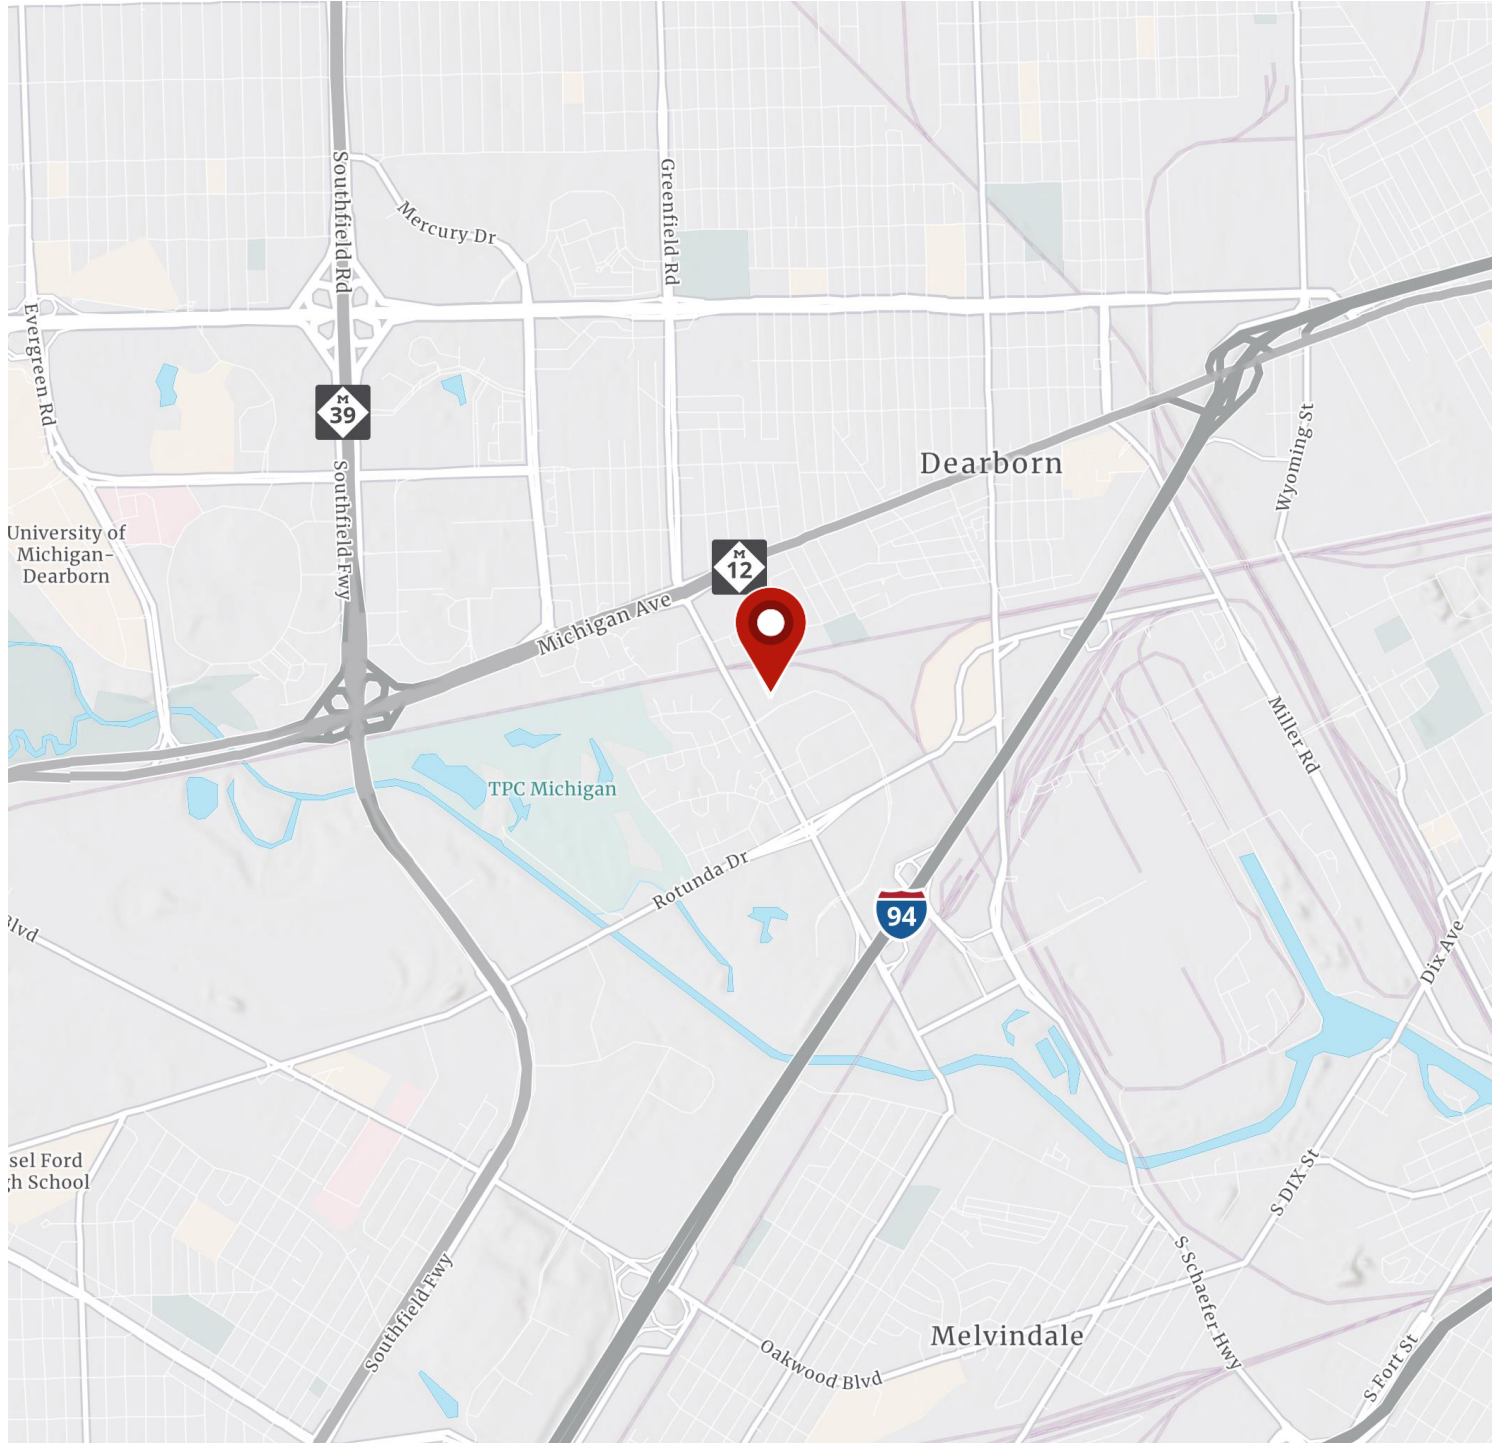 Southfield Rd
Greenfield Rd
Mercury Dr
Evergreen Rd
M
39
Wyoming St
Dearborn
Southfield Fwy
University of
Michigan-
Dearborn
M
12
Michigan Ave
Miller Rd
TPC Michigan
Rotunda Dr
94
Blvd
Dix Ave
sel Ford
gh School
S DIX St
Southfield Fwy
S Schaefer Hwy
Melvindale
Oakwood Blvd
S Fort St